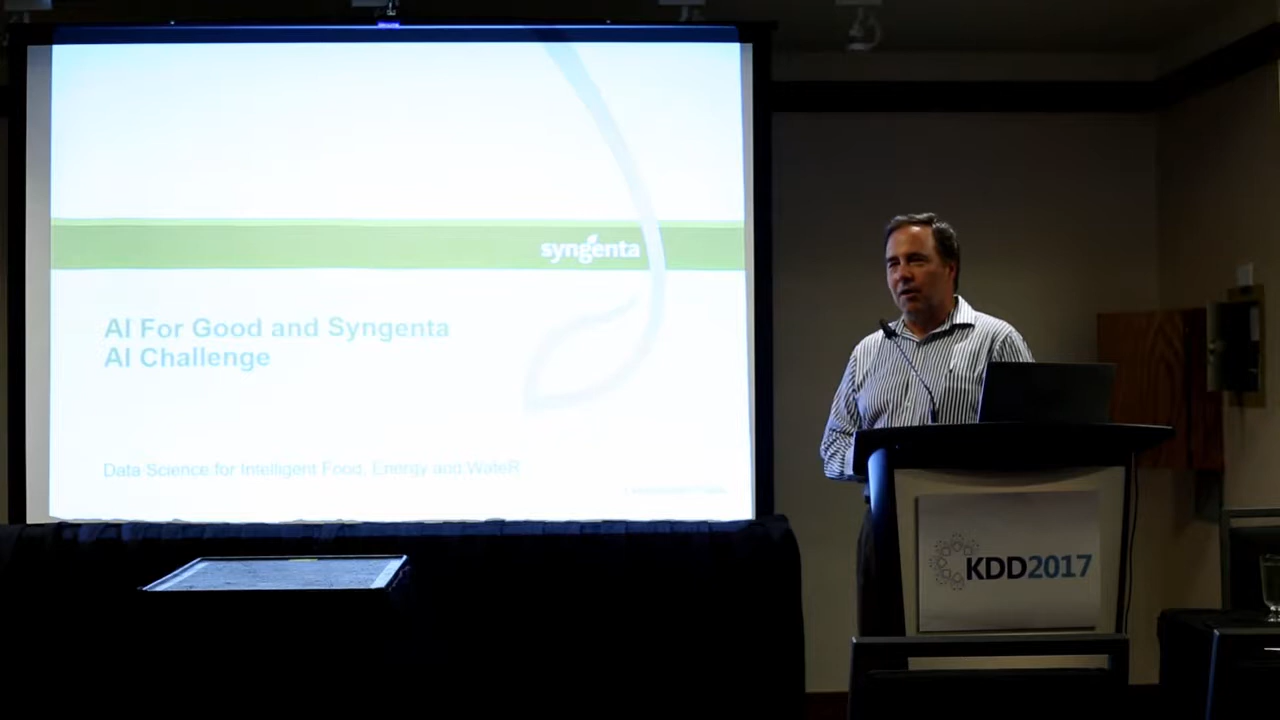 syngenta
AI For Good and Syngenta
AI Challenge
Data Science for Intelligent Food, Energy and WateR
KDD2017